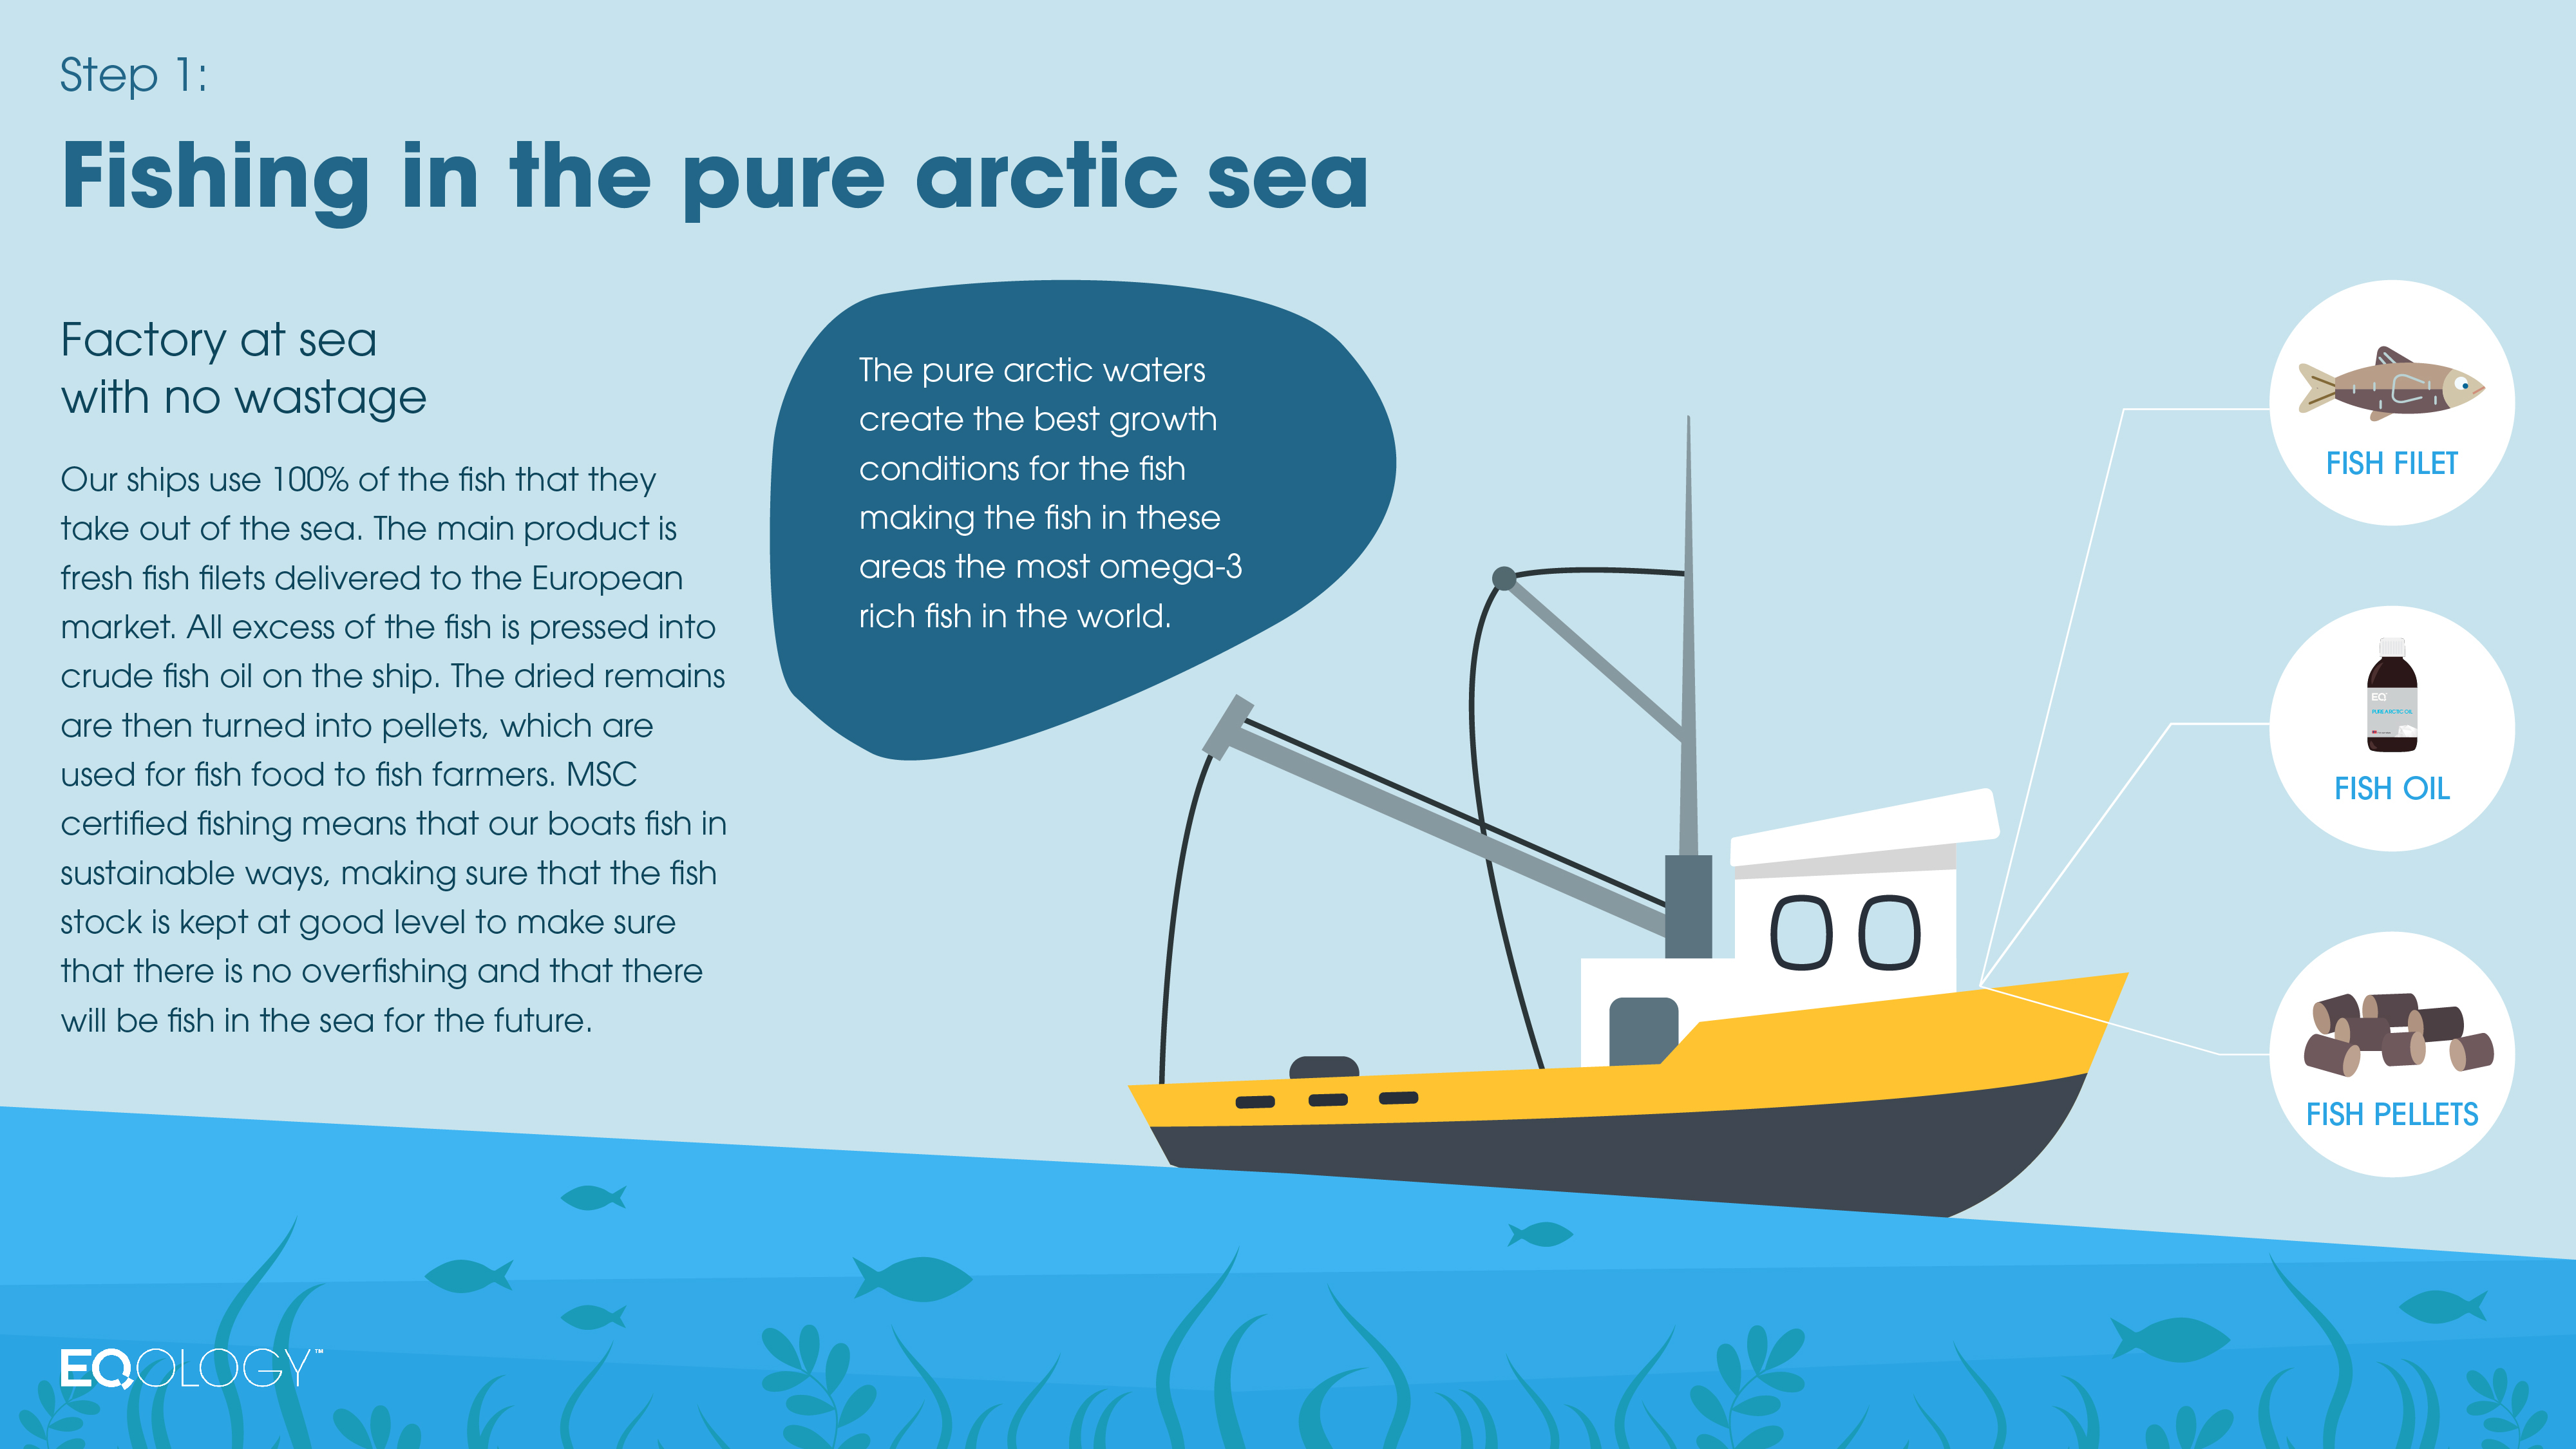 Step 1:
Fishing in the pure arctic sea
Factory at sea
with no wastage
Our ships use 100% of the fish that they
take out of the sea. The main product is
fresh fish filets delivered to the European
market. All excess of the fish is pressed into
crude fish oil on the ship. The dried remains
are then turned into pellets, which are
used for fish food to fish farmers. MSC
certified fishing means that our boats fish in
sustainable ways, making sure that the fish
stock is kept at good level to make sure
that there is no overfishing and that there
will be fish in the sea for the future.
The pure arctic waters
create the best growth
conditions for the fish
making the fish in these
areas the most omega-3
rich fish in the world.
FISH FILET
EQ
PURE ARCTIC OIL
FISH OIL
FISH PELLETS
EQOLOGY™